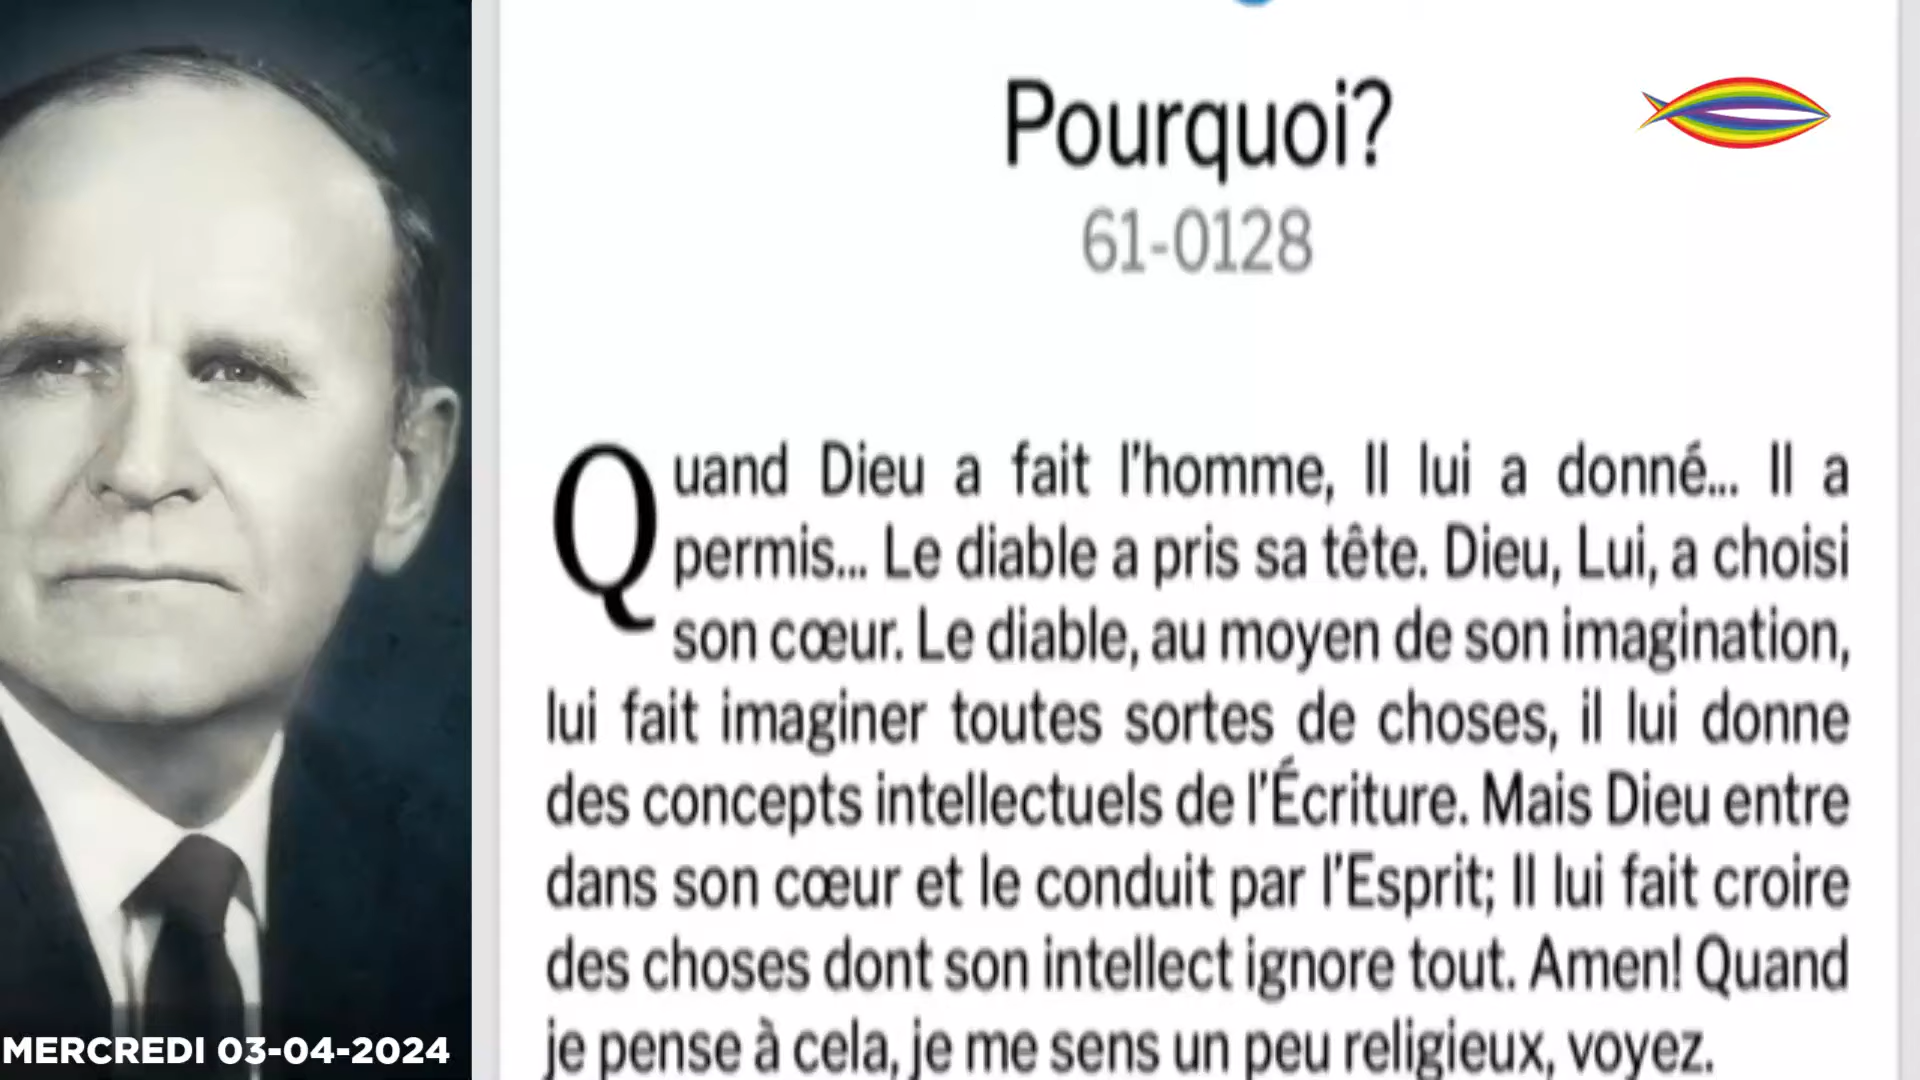 Pourquoi?
61-0128
Quand Dieu a fait l'homme, Il lui a donné... Il a
permis... Le diable a pris sa tête. Dieu, Lui, a choisi
son cœur. Le diable, au moyen de son imagination,
lui fait imaginer toutes sortes de choses, il lui donne
des concepts intellectuels de l'Écriture. Mais Dieu entre
dans son cœur et le conduit par l'Esprit; Il lui fait croire
des choses dont son intellect ignore tout. Amen! Quand
je pense à cela, je me sens un peu religieux, voyez.
MERCREDI 03-04-2024